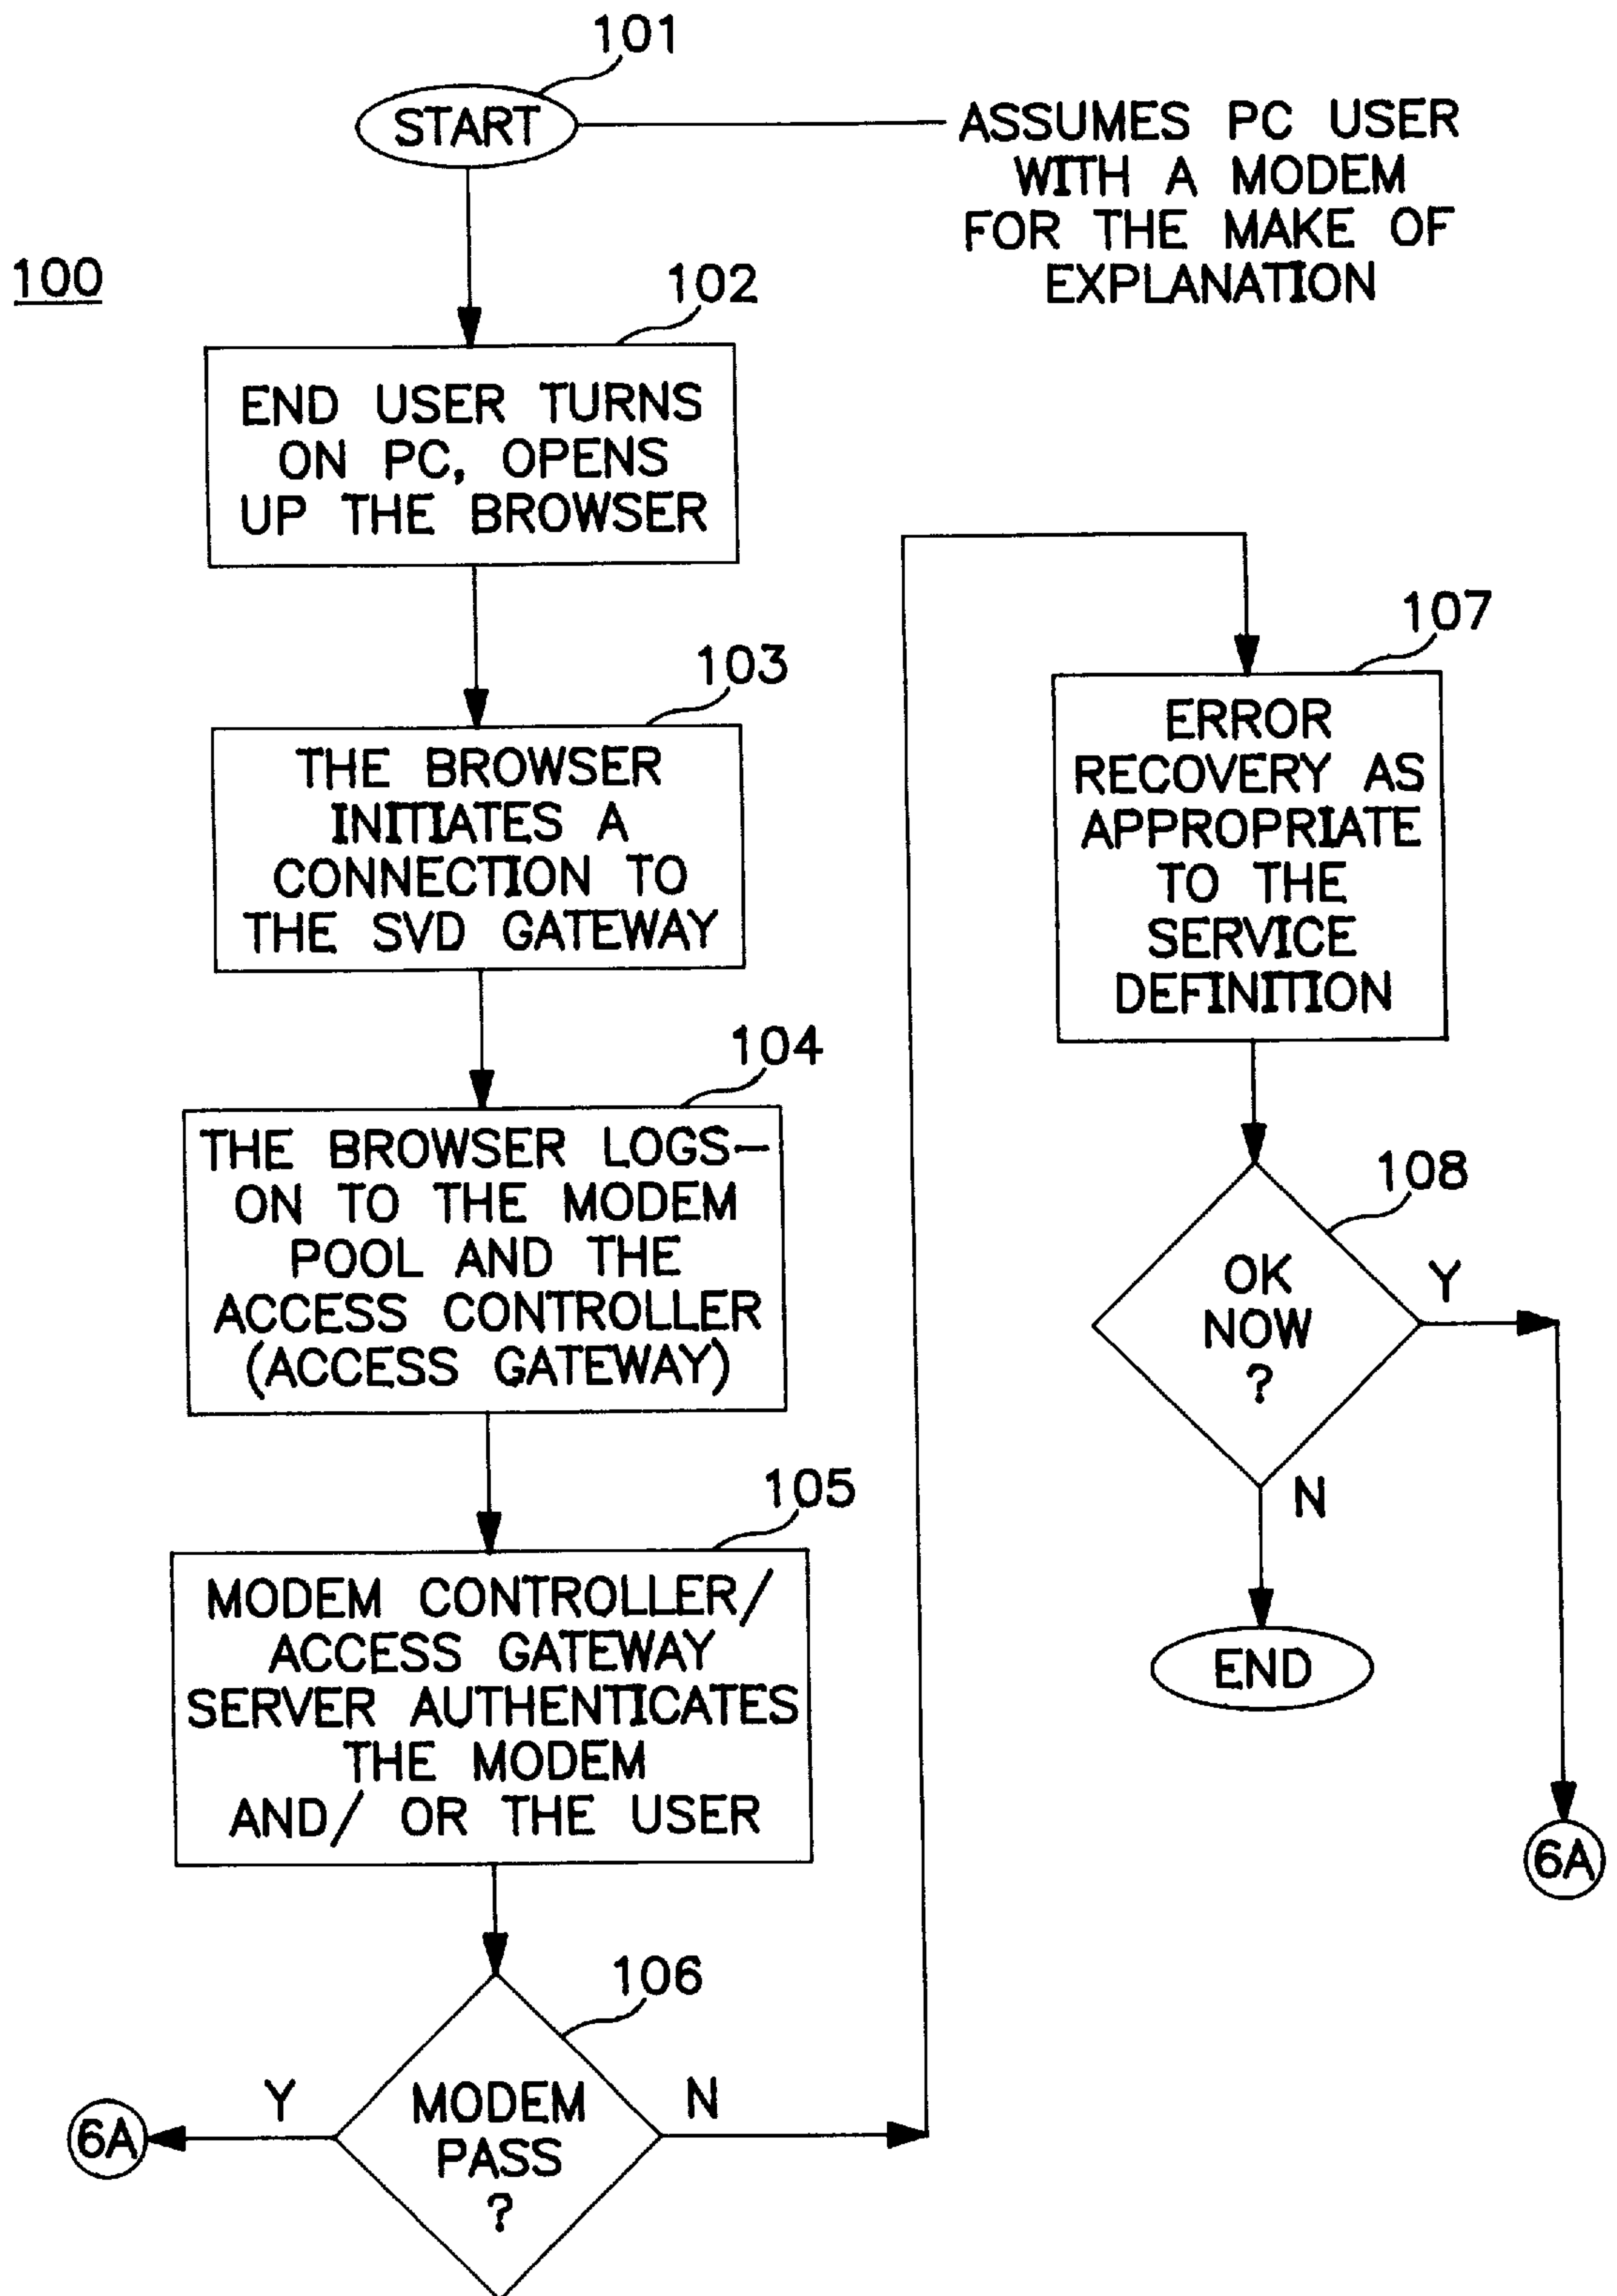 101
START
ASSUMES PC USER
WITH A MODEM
FOR THE MAKE OF
EXPLANATION
100
102
END USER TURNS
ON PC, OPENS
UP THE BROWSER
103
THE BROWSER
INITIATES A
CONNECTION TO
THE SVD GATEWAY
104
THE BROWSER LOGS-
ON TO THE MODEM
POOL AND THE
ACCESS CONTROLLER
(ACCESS GATEWAY)
105
MODEM CONTROLLER/
ACCESS GATEWAY
SERVER AUTHENTICATES
THE MODEM
AND/ OR THE USER
106
MODEM
PASS
?
Y
6A
N
107
ERROR
RECOVERY AS
APPROPRIATE
TO THE
SERVICE
DEFINITION
108
OK
NOW
?
Y
N
END
6A